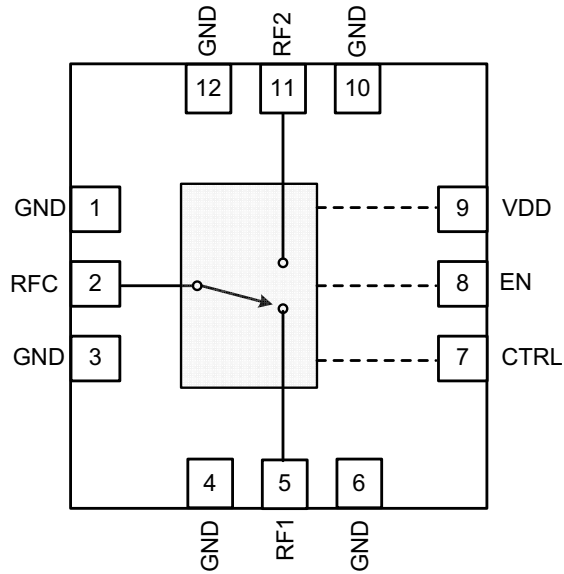 GND RF2 GND
12 11 10
GND 1 9 VDD
RFC 2 8 EN
GND 3 7 CTRL
4 5 6
GND RF1 GND